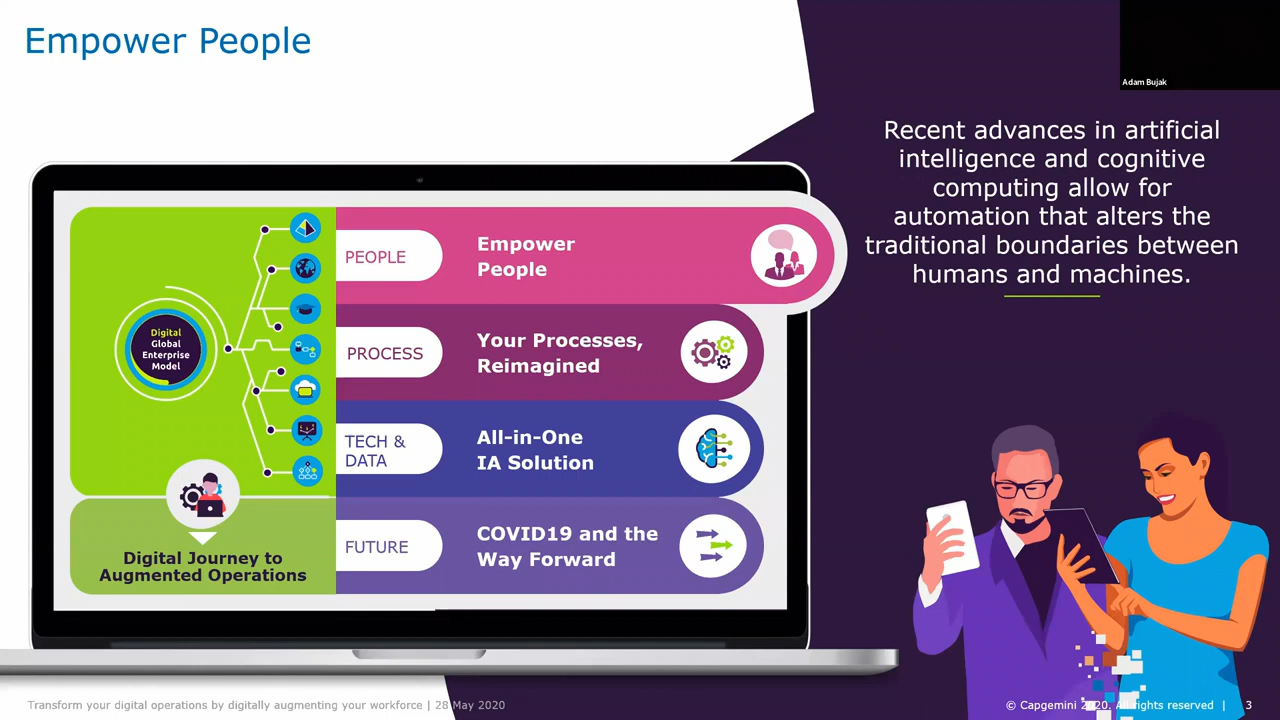 Empower People
Adam Bujak
Recent advances in artificial
intelligence and cognitive
computing allow for
automation that alters the
traditional boundaries between
humans and machines.
Digital
Global
Enterprise
Model
Digital Journey to
Augmented Operations
PEOPLE
Empower
People
PROCESS
Your Processes,
Reimagined
TECH &
DATA
All-in-One
IA Solution
FUTURE
COVID19 and the
Way Forward
Transform your digital operations by digitally augmenting your workforce | 28 May 2020
© Capgemini 2020. All rights reserved | 3